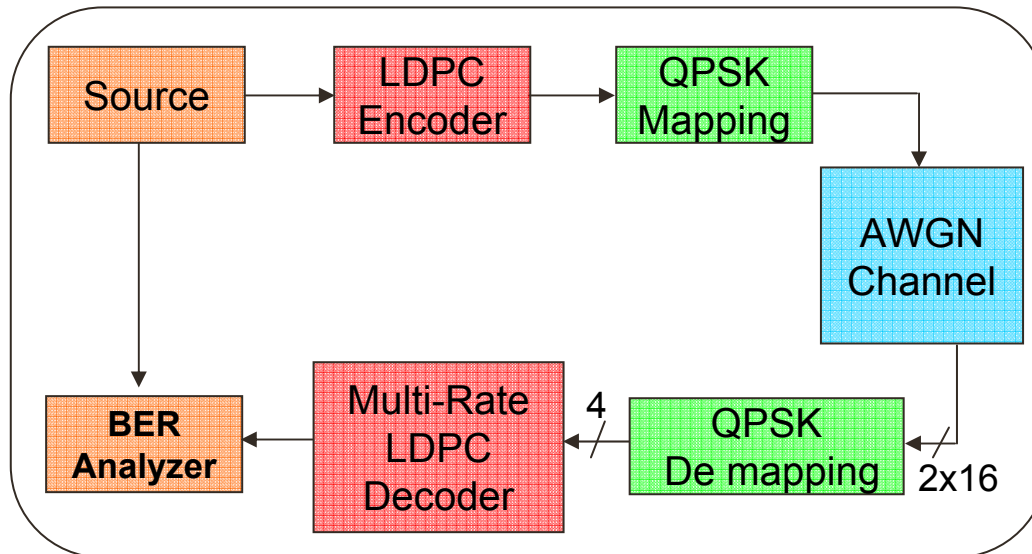 Source
LDPC
Encoder
QPSK
Mapping
AWGN
Channel
2x16
QPSK
De mapping
4
Multi-Rate
LDPC
Decoder
BER
Analyzer